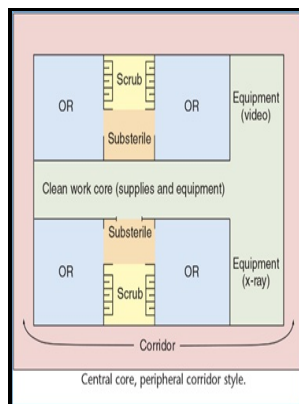 Scrub
OR
OR
Equipment
(video)
Substerile
Clean work core (supplies and equipment)
Substerile
OR
OR
Equipment
(x-ray)
Scrub
Corridor
Central core, peripheral corridor style.